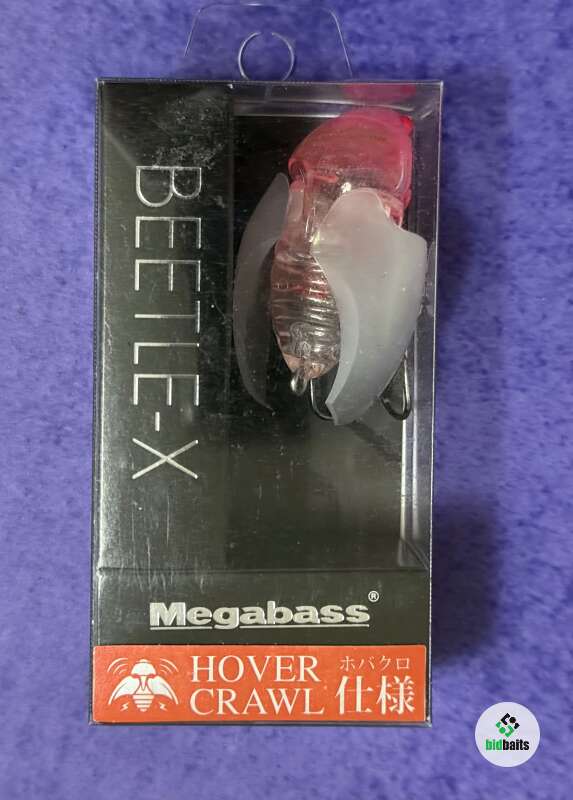 BEETLE-X
Megabass®
HOVER
CRAWL
ホバクロ
仕様
bidbaits